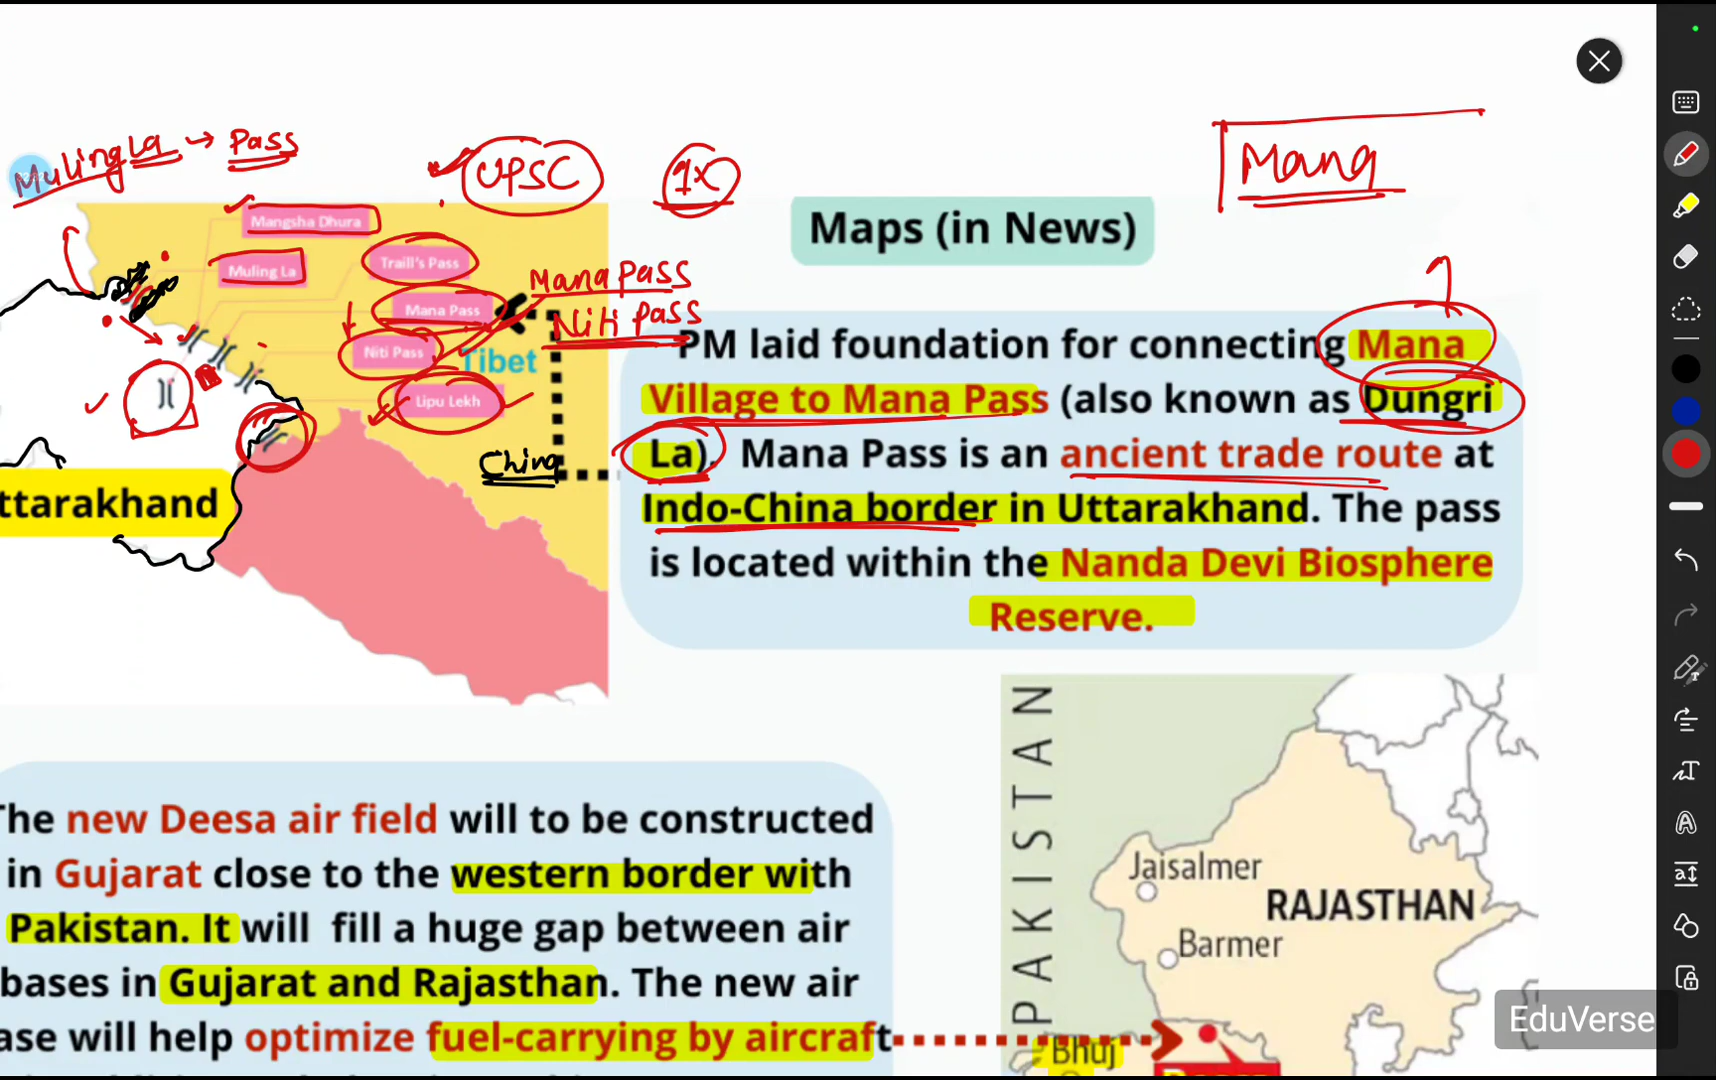 Muling La → Pass
UPSC
1X
Mana
Mangsha Dhura
Muling La
Traill's Pass
Mana Pass
Niti Pass
Lipu Lekh
Mana Pass
Niti Pass
Tibet
China
ttarakhand
Maps (in News)
PM laid foundation for connecting Mana
Village to Mana Pass (also known as Dungri
La). Mana Pass is an ancient trade route at
Indo-China border in Uttarakhand. The pass
is located within the Nanda Devi Biosphere
Reserve.
The new Deesa air field will to be constructed
in Gujarat close to the western border with
Pakistan. It will fill a huge gap between air
bases in Gujarat and Rajasthan. The new air
ase will help optimize fuel-carrying by aircraft
PAKISTAN
Jaisalmer
RAJASTHAN
Barmer
Bhuj
EduVerse